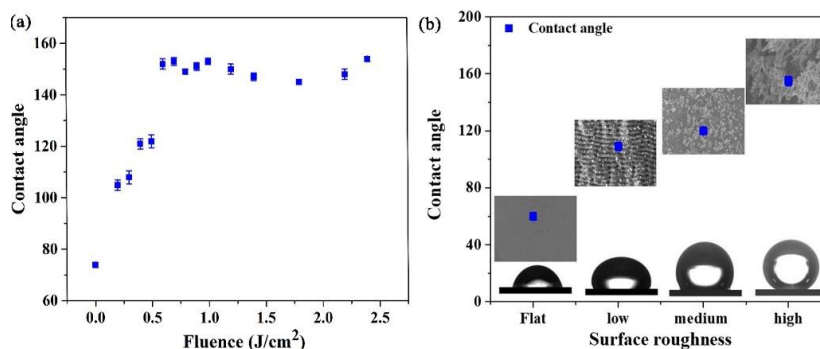 (a)
160
140
120
100
80
60
Contact angle
0.0 0.5 1.0 1.5 2.0 2.5
Fluence (J/cm²)
(b)
200
160
120
80
40
0
Contact angle
Contact angle
Flat low medium high
Surface roughness